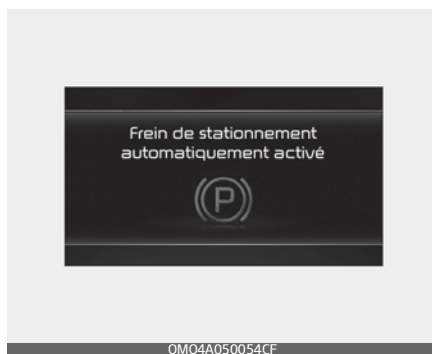 Frein de stationnement
automatiquement activé
P
OMO4A050054CF